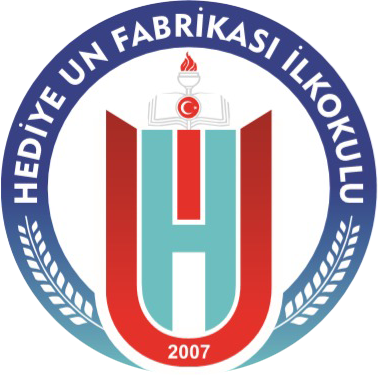 HEDİYE UN FABRİKASI İLKOKULU
2007